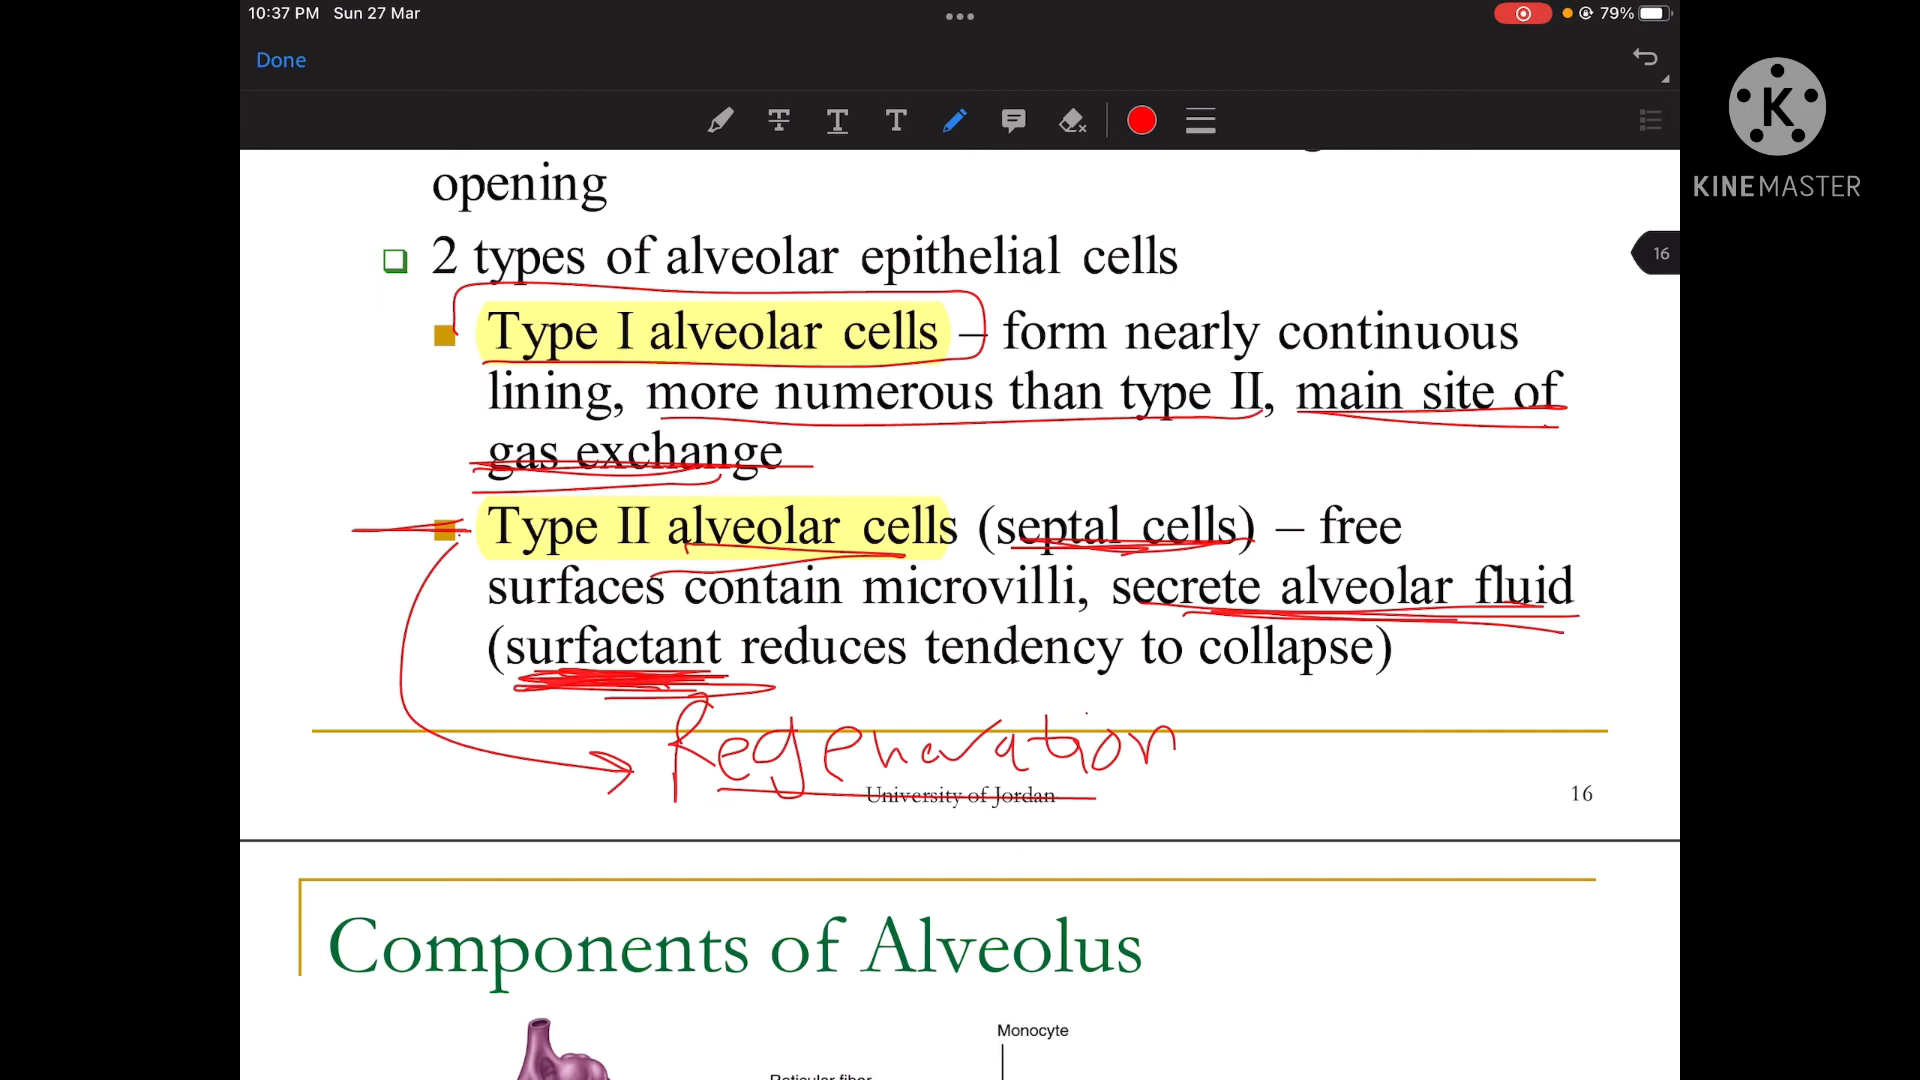 10:37 PM Sun 27 Mar
79%
Done
T T T
K
KINEMASTER
opening
16
2 types of alveolar epithelial cells
Type I alveolar cells – form nearly continuous
lining, more numerous than type II, main site of
gas exchange
Type II alveolar cells (septal cells) – free
surfaces contain microvilli, secrete alveolar fluid
(surfactant reduces tendency to collapse)
Regeneration
University of Jordan
16
Components of Alveolus
Monocyte
Reticular fiber